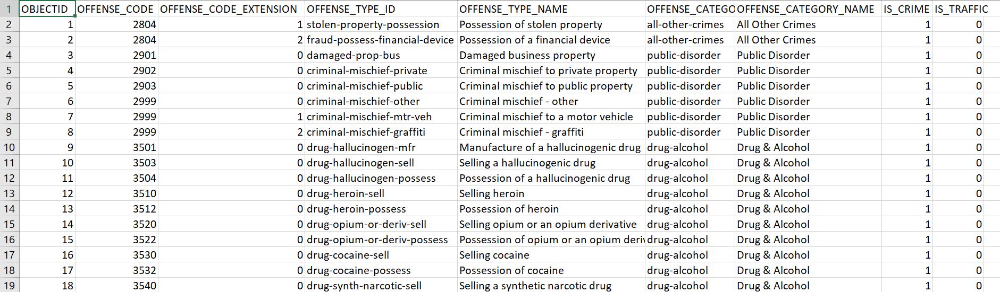 1 OBJECTID OFFENSE_CODE OFFENSE_CODE_EXTENSION OFFENSE_TYPE_ID OFFENSE_TYPE_NAME OFFENSE_CATEGO OFFENSE_CATEGORY_NAME IS_CRIME IS_TRAFFIC
2 1 2804 1 stolen-property-possession Possession of stolen property all-other-crimes All Other Crimes 1 0
3 2 2804 2 fraud-possess-financial-device Possession of a financial device all-other-crimes All Other Crimes 1 0
4 3 2901 0 damaged-prop-bus Damaged business property public-disorder Public Disorder 1 0
5 4 2902 0 criminal-mischief-private Criminal mischief to private property public-disorder Public Disorder 1 0
6 5 2903 0 criminal-mischief-public Criminal mischief to public property public-disorder Public Disorder 1 0
7 6 2999 0 criminal-mischief-other Criminal mischief - other public-disorder Public Disorder 1 0
8 7 2999 1 criminal-mischief-mtr-veh Criminal mischief to a motor vehicle public-disorder Public Disorder 1 0
9 8 2999 2 criminal-mischief-graffiti Criminal mischief - graffiti public-disorder Public Disorder 1 0
10 9 3501 0 drug-hallucinogen-mfr Manufacture of a hallucinogenic drug drug-alcohol Drug & Alcohol 1 0
11 10 3503 0 drug-hallucinogen-sell Selling a hallucinogenic drug drug-alcohol Drug & Alcohol 1 0
12 11 3504 0 drug-hallucinogen-possess Possession of a hallucinogenic drug drug-alcohol Drug & Alcohol 1 0
13 12 3510 0 drug-heroin-sell Selling heroin drug-alcohol Drug & Alcohol 1 0
14 13 3512 0 drug-heroin-possess Possession of heroin drug-alcohol Drug & Alcohol 1 0
15 14 3520 0 drug-opium-or-deriv-sell Selling opium or an opium derivative drug-alcohol Drug & Alcohol 1 0
16 15 3522 0 drug-opium-or-deriv-possess Possession of opium or an opium deriv drug-alcohol Drug & Alcohol 1 0
17 16 3530 0 drug-cocaine-sell Selling cocaine drug-alcohol Drug & Alcohol 1 0
18 17 3532 0 drug-cocaine-possess Possession of cocaine drug-alcohol Drug & Alcohol 1 0
19 18 3540 0 drug-synth-narcotic-sell Selling a synthetic narcotic drug drug-alcohol Drug & Alcohol 1 0